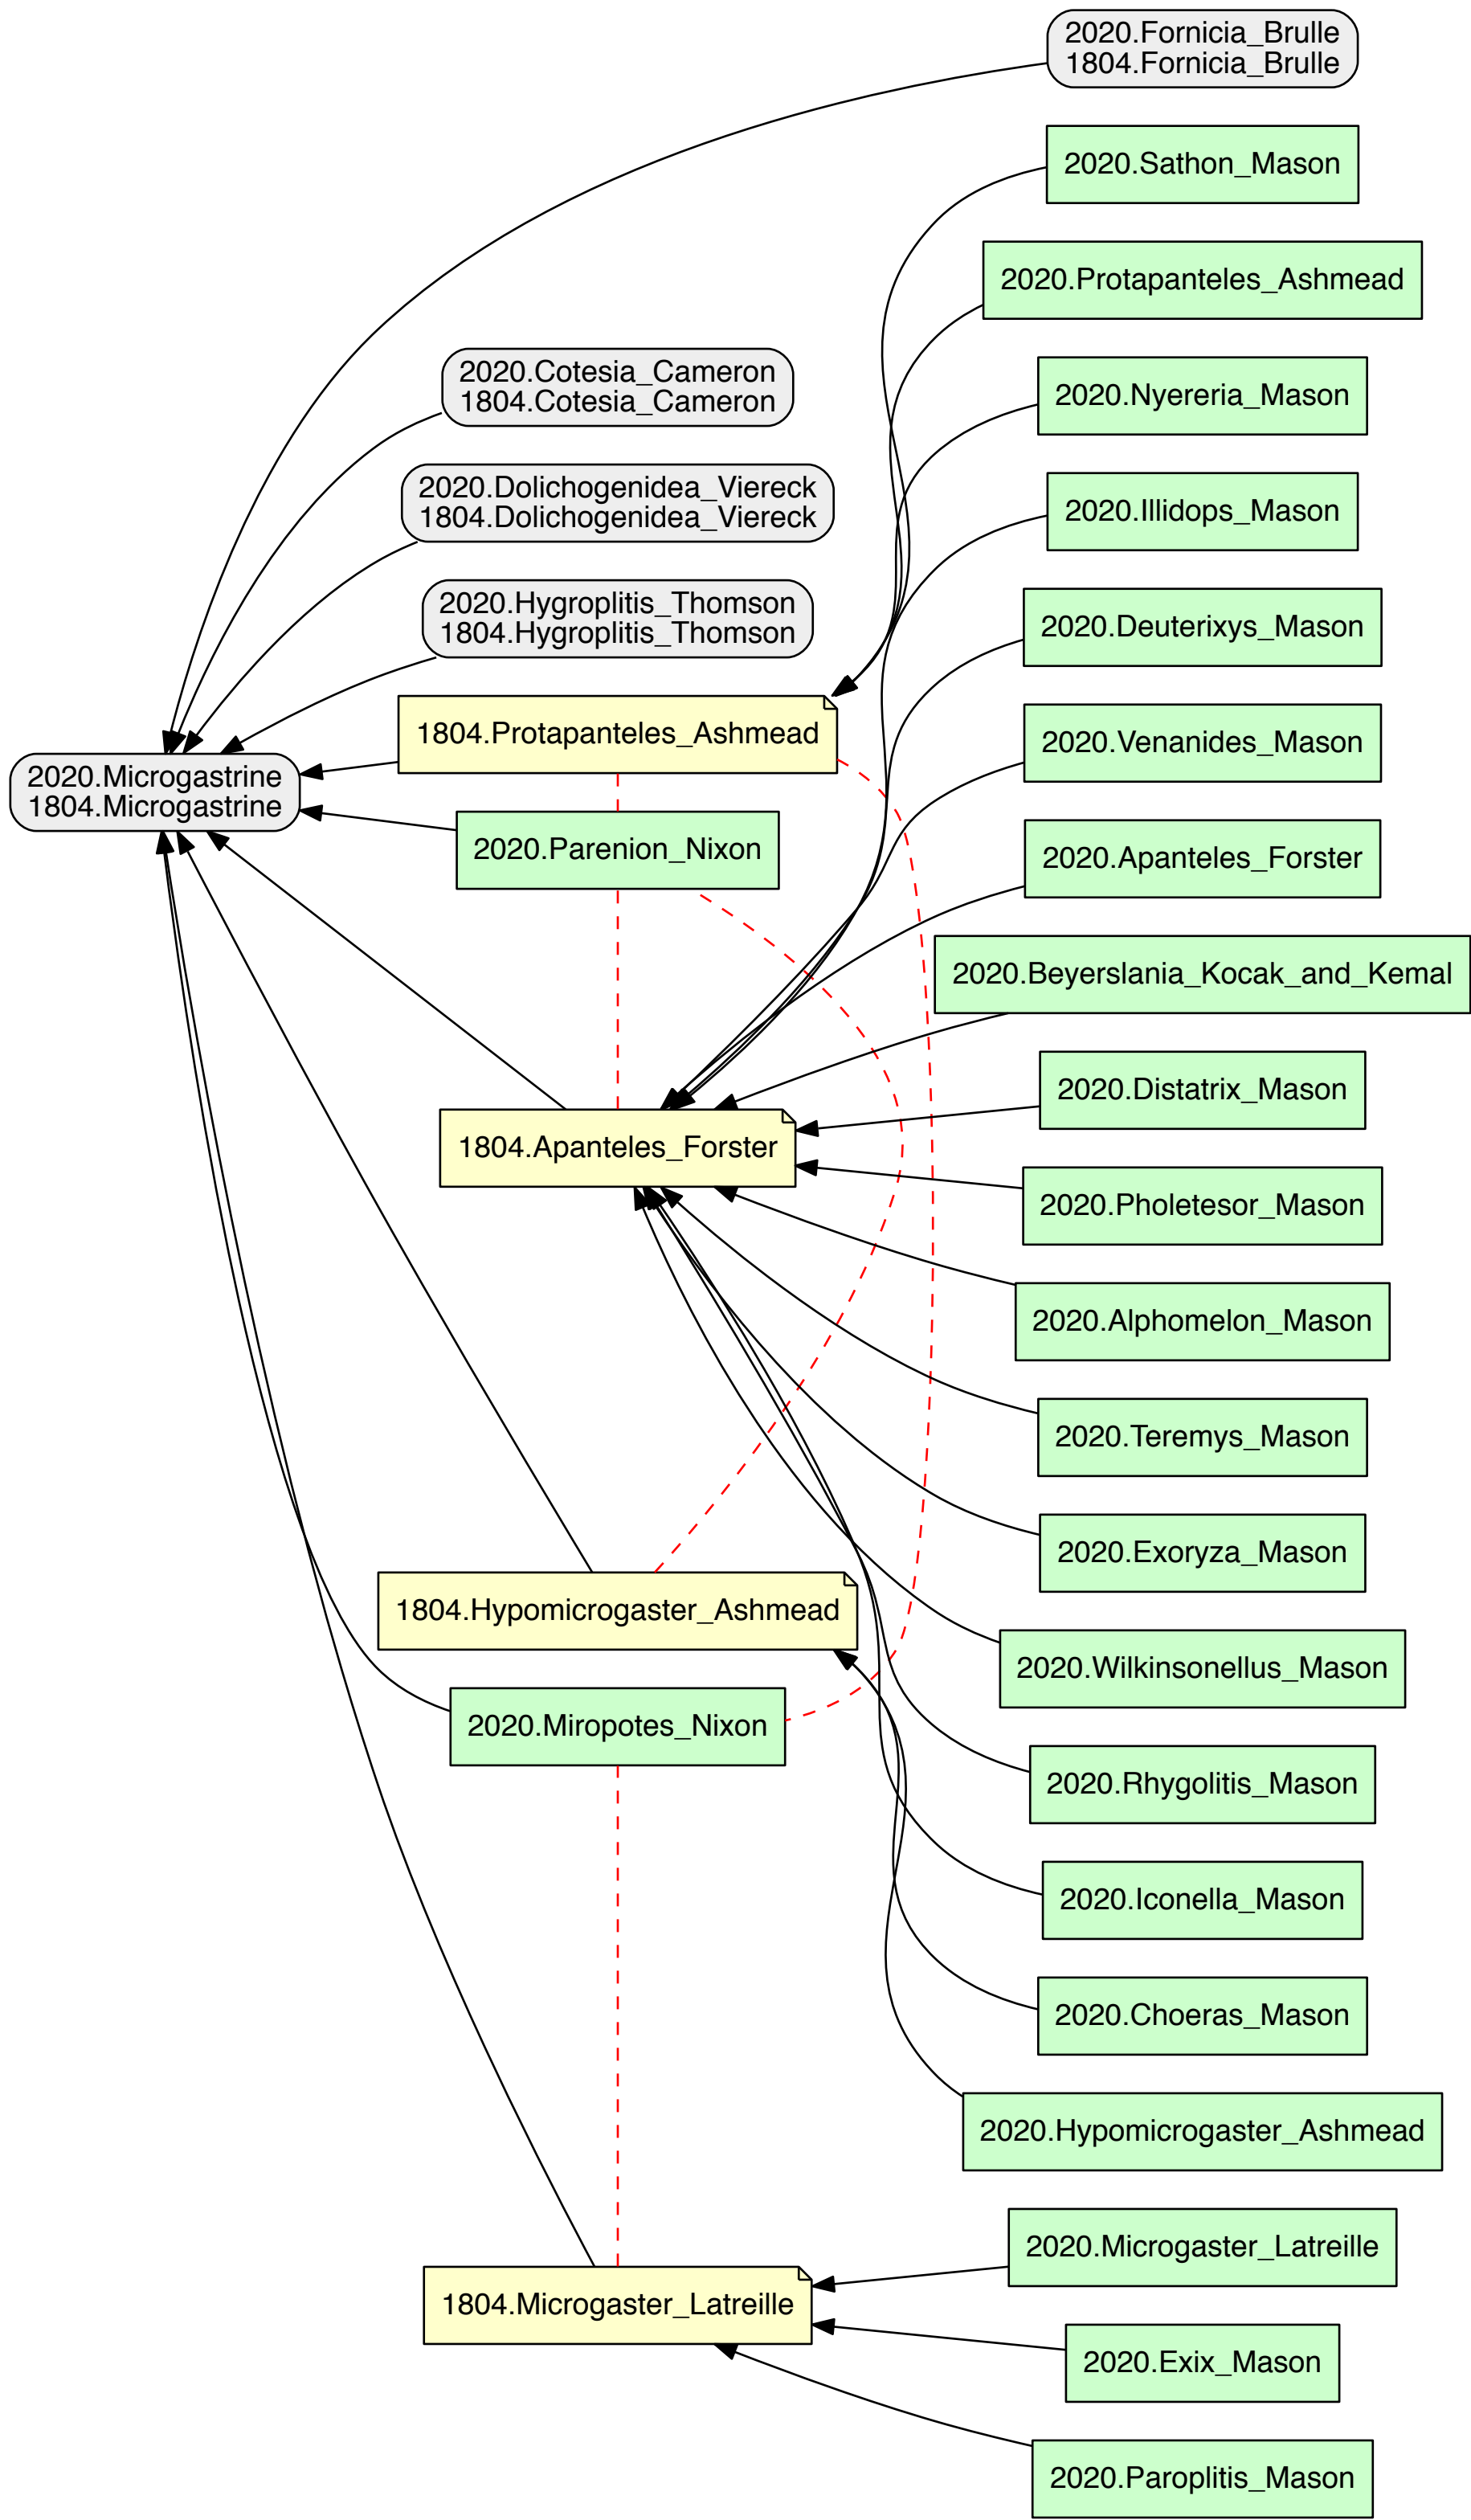 2020.Fornicia_Brulle
1804.Fornicia_Brulle
2020.Sathon_Mason
2020.Protapanteles_Ashmead
2020.Cotesia_Cameron
1804.Cotesia_Cameron
2020.Nyereria_Mason
2020.Dolichogenidea_Viereck
1804.Dolichogenidea_Viereck
2020.Illidops_Mason
2020.Hygroplitis_Thomson
1804.Hygroplitis_Thomson
2020.Deuterixys_Mason
1804.Protapanteles_Ashmead
2020.Venanides_Mason
2020.Microgastrine
1804.Microgastrine
2020.Parenion_Nixon
2020.Apanteles_Forster
2020.Beyerslania_Kocak_and_Kemal
2020.Distatrix_Mason
1804.Apanteles_Forster
2020.Pholetesor_Mason
2020.Alphomelon_Mason
2020.Teremys_Mason
2020.Exoryza_Mason
1804.Hypomicrogaster_Ashmead
2020.Wilkinsonellus_Mason
2020.Miropotes_Nixon
2020.Rhygolitis_Mason
2020.Iconella_Mason
2020.Choeras_Mason
2020.Hypomicrogaster_Ashmead
2020.Microgaster_Latreille
1804.Microgaster_Latreille
2020.Exix_Mason
2020.Paroplitis_Mason